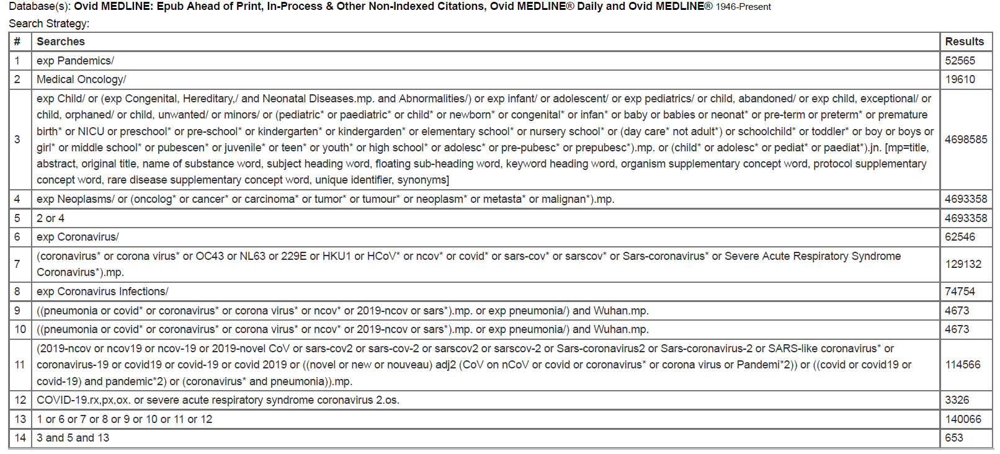 Database(s): Ovid MEDLINE: Epub Ahead of Print, In-Process & Other Non-Indexed Citations, Ovid MEDLINE® Daily and Ovid MEDLINE® 1946-Present
Search Strategy:
# Searches Results
1 exp Pandemics/ 52565
2 Medical Oncology/ 19610
exp Child/ or (exp Congenital, Hereditary,/ and Neonatal Diseases.mp. and Abnormalities/) or exp infant/ or adolescent/ or exp pediatrics/ or child, abandoned/ or exp child, exceptional/ or
child, orphaned/ or child, unwanted/ or minors/ or (pediatric* or paediatric* or child* or newborn* or congenital* or infan* or baby or babies or neonat* or pre-term or preterm* or premature
birth* or NICU or preschool* or pre-school* or kindergarten* or kindergarden* or elementary school* or nursery school* or (day care* not adult*) or schoolchild* or toddler* or boy or boys or
3 girl* or middle school* or pubescen* or juvenile* or teen* or youth* or high school* or adolesc* or pre-pubesc* or prepubesc*).mp. or (child* or adolesc* or pediat* or paediat*).jn. [mp=title, 4698585
abstract, original title, name of substance word, subject heading word, floating sub-heading word, keyword heading word, organism supplementary concept word, protocol supplementary
concept word, rare disease supplementary concept word, unique identifier, synonyms]
4 exp Neoplasms/ or (oncolog* or cancer* or carcinoma* or tumor* or tumour* or neoplasm* or metasta* or malignan*).mp. 4693358
5 2 or 4 4693358
6 exp Coronavirus/ 62546
7 (coronavirus* or corona virus* or OC43 or NL63 or 229E or HKU1 or HCoV* or ncov* or covid* or sars-cov* or sarscov* or Sars-coronavirus* or Severe Acute Respiratory Syndrome 129132
Coronavirus*).mp.
8 exp Coronavirus Infections/ 74754
9 ((pneumonia or covid* or coronavirus* or corona virus* or ncov* or 2019-ncov or sars*).mp. or exp pneumonia/) and Wuhan.mp. 4673
10 ((pneumonia or covid* or coronavirus* or corona virus* or ncov* or 2019-ncov or sars*).mp. or exp pneumonia/) and Wuhan.mp. 4673
(2019-ncov or ncov19 or ncov-19 or 2019-novel CoV or sars-cov2 or sars-cov-2 or sarscov2 or sarscov-2 or Sars-coronavirus2 or Sars-coronavirus-2 or SARS-like coronavirus* or
11 coronavirus-19 or covid19 or covid-19 or covid 2019 or ((novel or new or nouveau) adj2 (CoV on nCoV or covid or coronavirus* or corona virus or Pandemi*2)) or ((covid or covid19 or 114566
covid-19) and pandemic*2) or (coronavirus* and pneumonia)).mp.
12 COVID-19.rx,px,ox. or severe acute respiratory syndrome coronavirus 2.os. 3326
13 1 or 6 or 7 or 8 or 9 or 10 or 11 or 12 140066
14 3 and 5 and 13 653